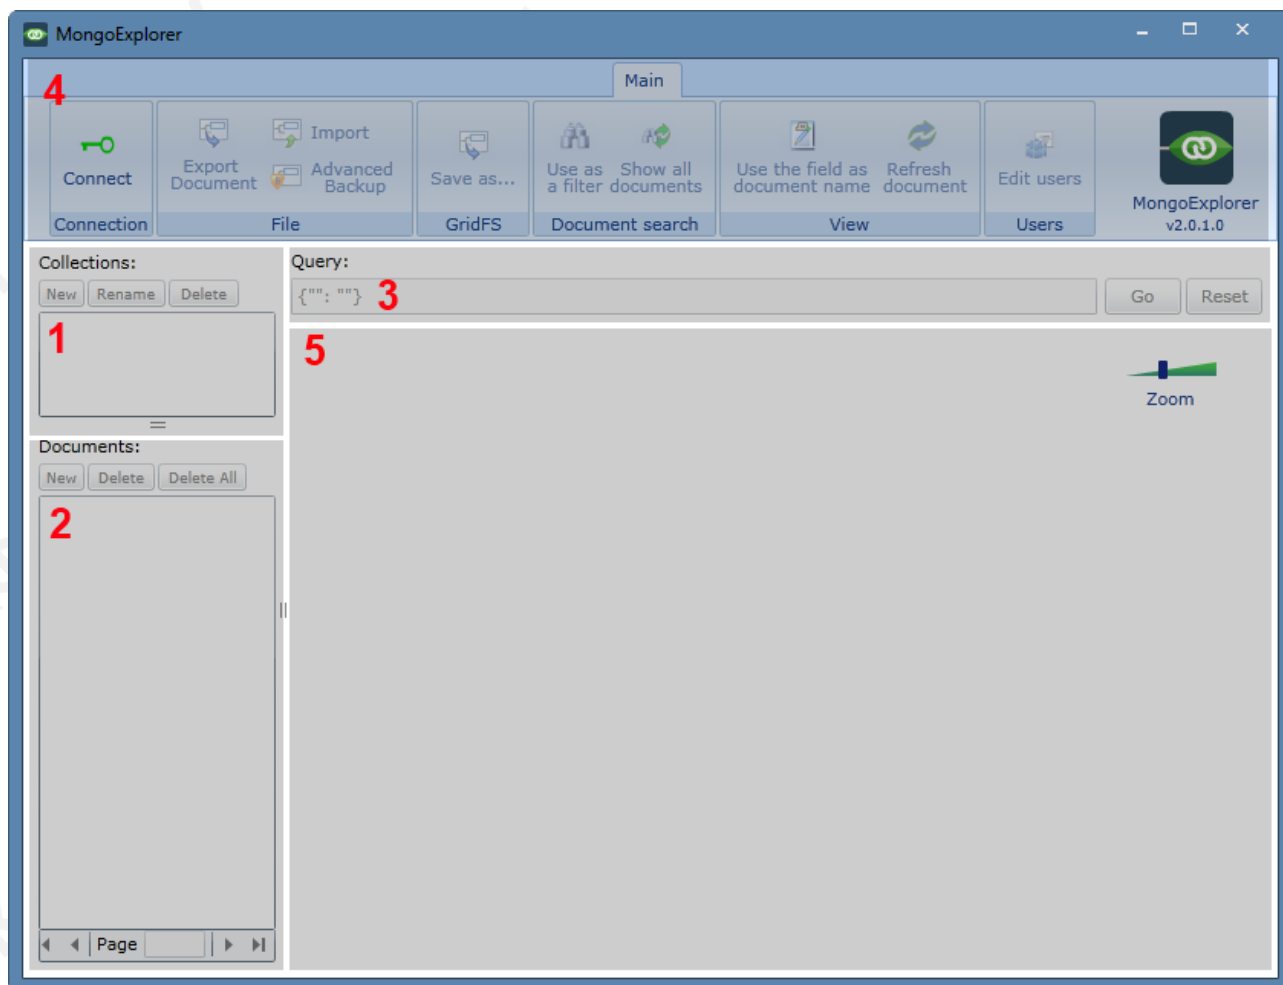 MongoExplorer
4
Main
Connect
Connection
Export
Document
Import
Advanced
Backup
File
Save as...
GridFS
Use as
a filter
Show all
documents
Document search
Use the field as
document name
Refresh
document
View
Edit users
Users
MongoExplorer
v2.0.1.0
Collections:
New Rename Delete
1
Query:
{"": ""} 3
Go Reset
5
Zoom
Documents:
New Delete Delete All
2
Page